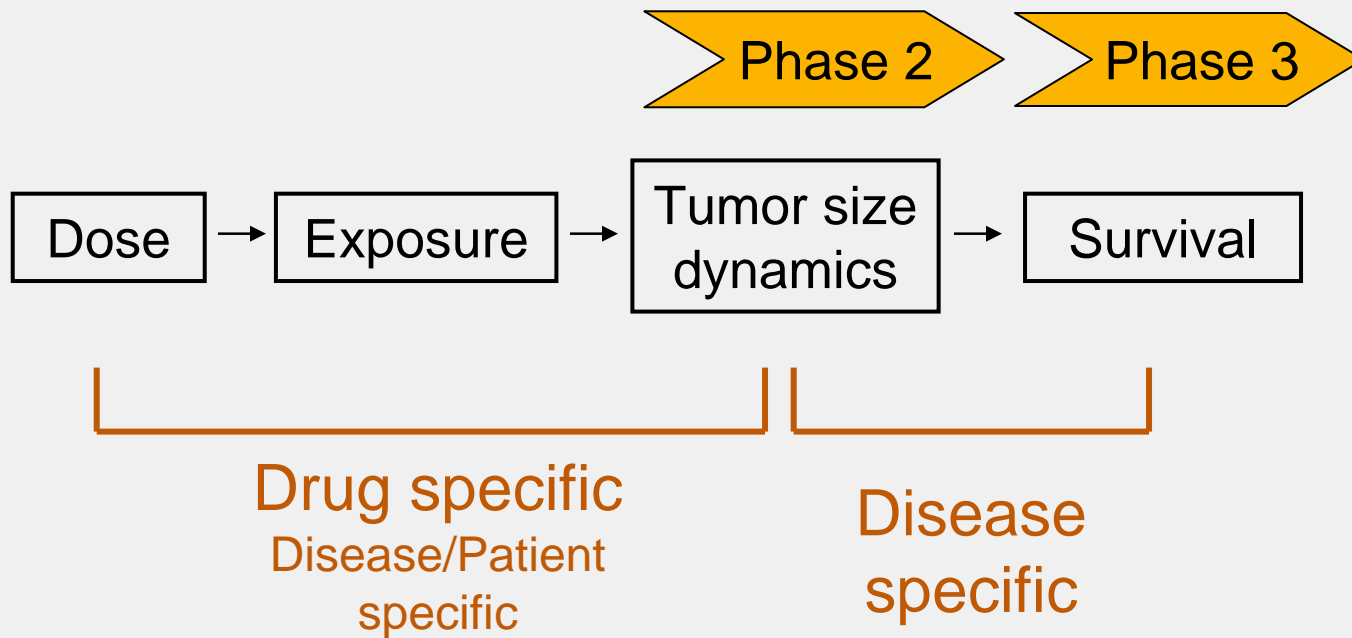 Phase 2
Phase 3
Dose
Exposure
Tumor size
dynamics
Survival
Drug specific
Disease/Patient
specific
Disease
specific